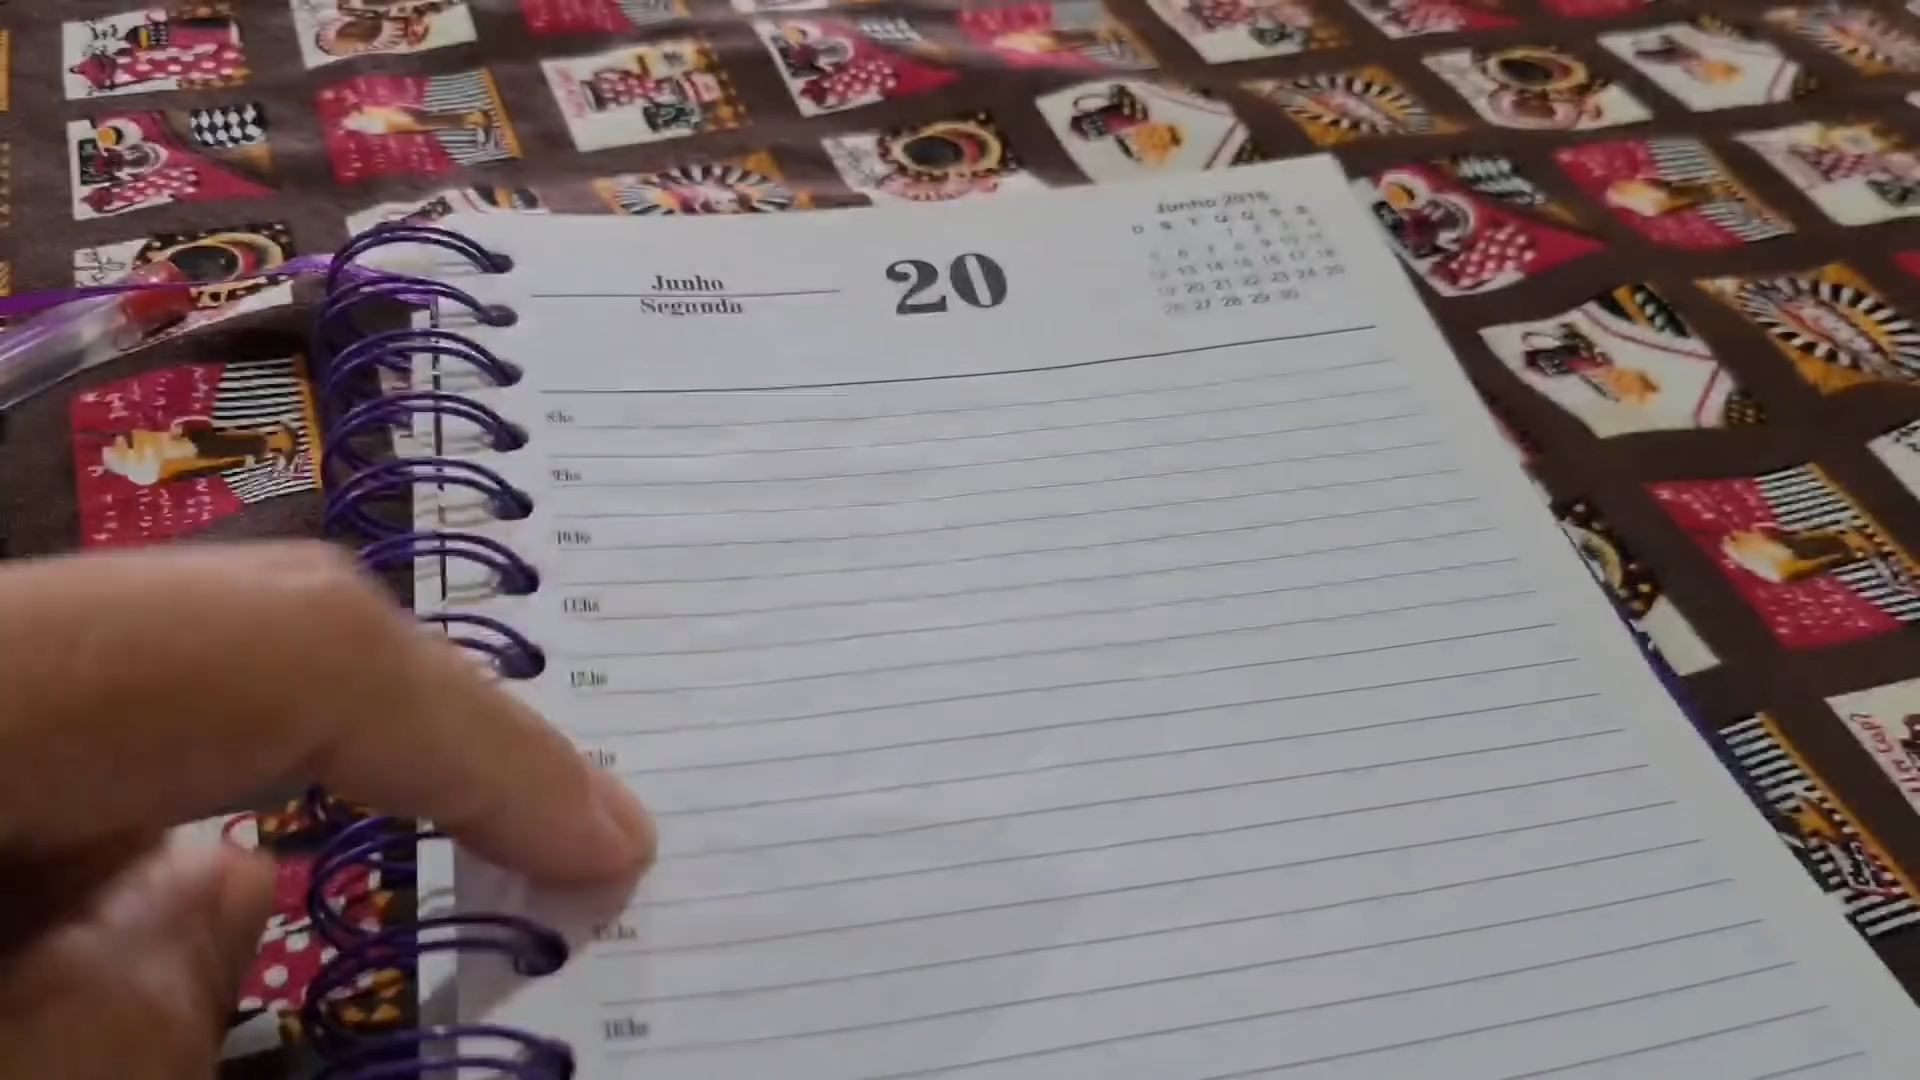 Junho
Segunda
20
Junho 2016
D S T Q Q S S
1 2 3 4
5 6 7 8 9 10 11
12 13 14 15 16 17 18
19 20 21 22 23 24 25
26 27 28 29 30
8hs
9hs
10hs
11hs
12hs
15hs
16hs